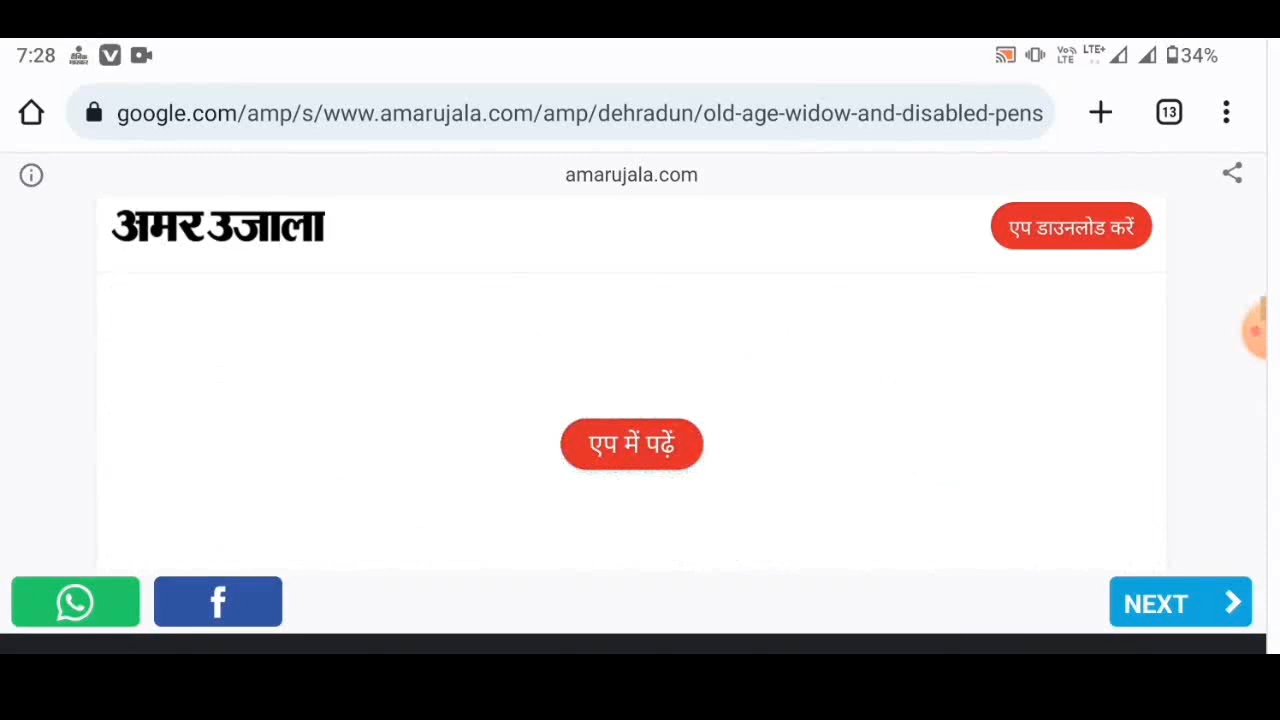 7:28 LTE+ 34%
google.com/amp/s/www.amarujala.com/amp/dehradun/old-age-widow-and-disabled-pens 13
amarujala.com
अमर उजाला एप डाउनलोड करें
एप में पढ़ें
f NEXT